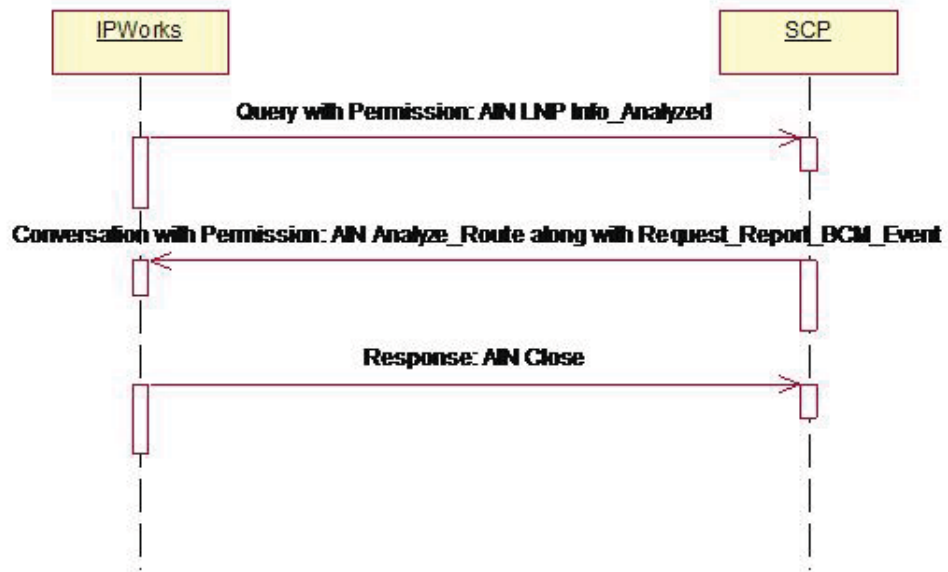 IPWorks
SCP
Query with Permission: AIN LNP Info_Analyzed
Conversation with Permission: AIN Analyze_Route along with Request_Report_BCM_Event
Response: AIN Close